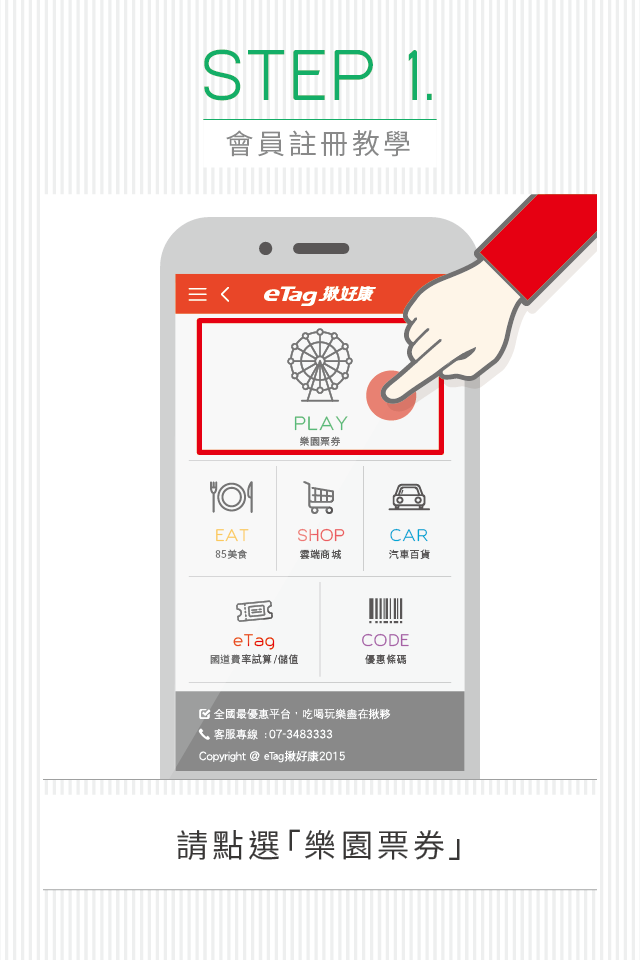 STEP 1.
會員註冊教學
eTag揪好康
PLAY
樂園票券
EAT
85美食
SHOP
雲端商城
CAR
汽車百貨
eTag
國道費率試算/儲值
CODE
優惠條碼
全國最優惠平台，吃喝玩樂盡在揪夥
客服專線：07-3483333
Copyright @ eTag揪好康2015
請點選「樂園票券」